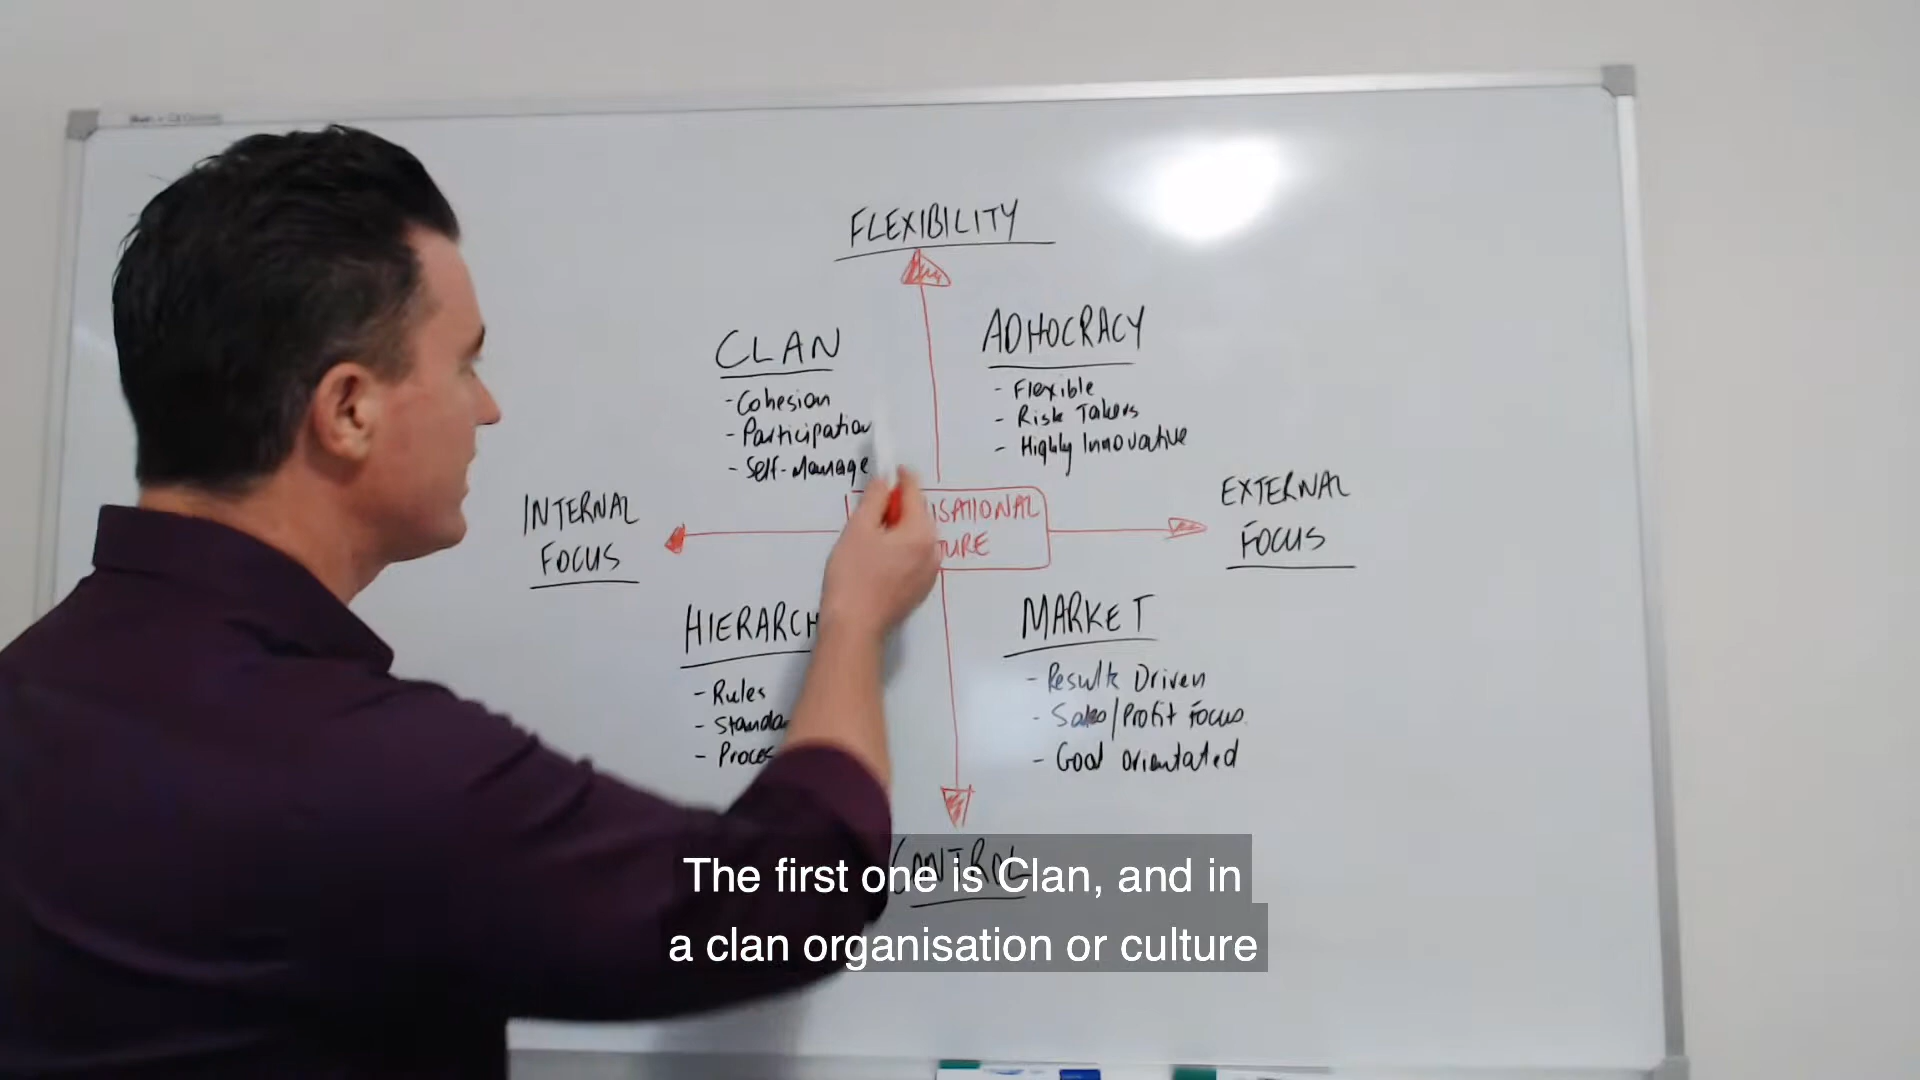 FLEXIBILITY
CLAN
- Cohesion
- Participation
- Self-Manage
ADHOCRACY
- Flexible
- Risk Takers
- Highly Innovative
INTERNAL
FOCUS
EXTERNAL
FOCUS
HIERARCH
- Rules
- Standa
- Proces
MARKET
- Results Driven
- Sales/Profit Focus
- Goal orientated
CONTROL
The first one is Clan, and in
a clan organisation or culture